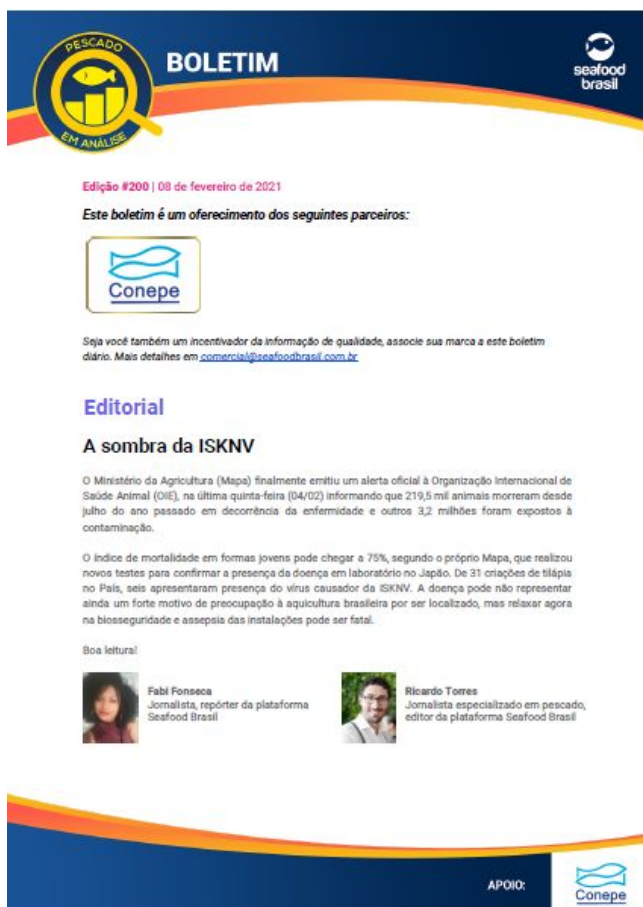 PESCADO
EM ANÁLISE
BOLETIM
seafood
brasil
Edição #200 | 08 de fevereiro de 2021
Este boletim é um oferecimento dos seguintes parceiros:
Conepe
Seja você também um incentivador da informação de qualidade, associe sua marca a este boletim
diário. Mais detalhes em comercial@seafoodbrasil.com.br
Editorial
A sombra da ISKNV
O Ministério da Agricultura (Mapa) finalmente emitiu um alerta oficial à Organização Internacional de
Saúde Animal (OIE), na última quinta-feira (04/02) informando que 219,5 mil animais morreram desde
julho do ano passado em decorrência da enfermidade e outros 3,2 milhões foram expostos à
contaminação.
O índice de mortalidade em formas jovens pode chegar a 75%, segundo o próprio Mapa, que realizou
novos testes para confirmar a presença da doença em laboratório no Japão. De 31 criações de tilápia
no País, seis apresentaram presença do vírus causador da ISKNV. A doença pode não representar
ainda um forte motivo de preocupação à aquicultura brasileira por ser localizado, mas relaxar agora
na biosseguridade e assepsia das instalações pode ser fatal.
Boa leitura!
Fabi Fonseca
Jornalista, repórter da plataforma
Seafood Brasil
Ricardo Torres
Jornalista especializado em pescado,
editor da plataforma Seafood Brasil
APOIO:
Conepe